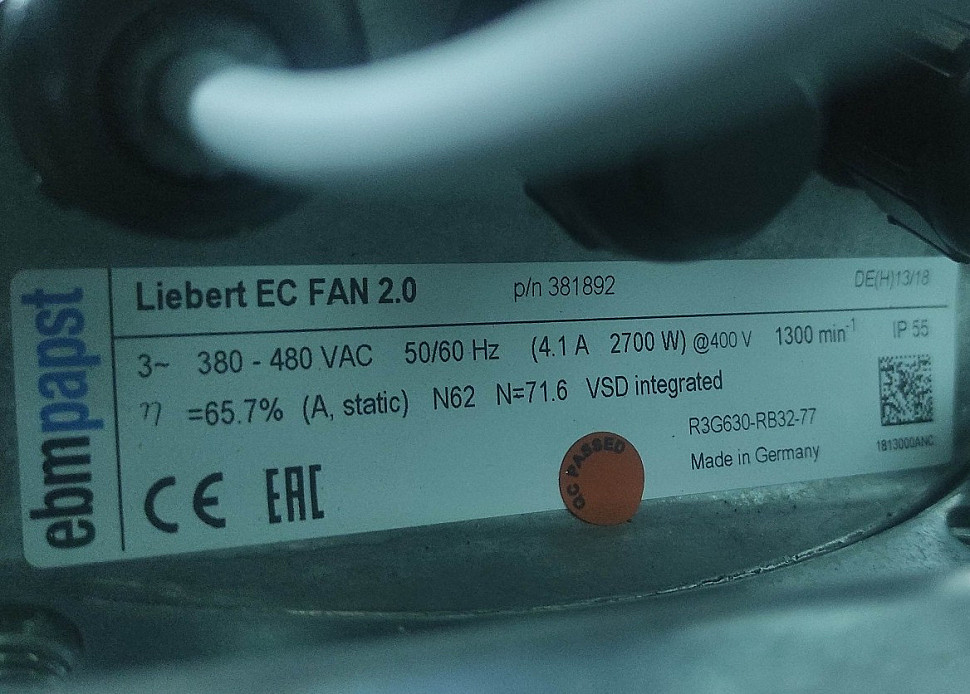 ebmpapst
Liebert EC FAN 2.0 p/n 381892 DE(H)13/18
3~ 380 - 480 VAC 50/60 Hz (4.1 A 2700 W) @400 V 1300 min⁻¹ IP 55
η =65.7% (A, static) N62 N=71.6 VSD integrated
R3G630-RB32-77
1813000ANC
Made in Germany
CE EAC
QC PASSED